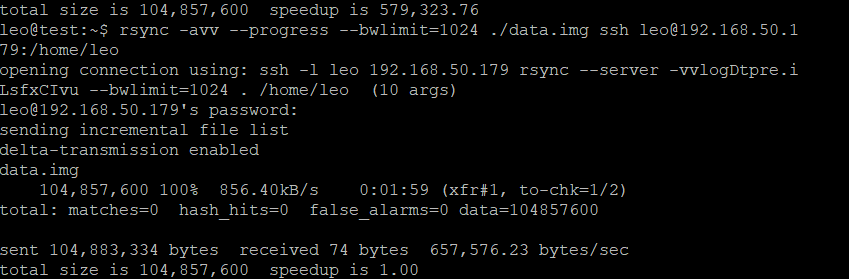 total size is 104,857,600  speedup is 579,323.76
leo@test:~$ rsync -avv --progress --bwlimit=1024 ./data.img ssh leo@192.168.50.1
79:/home/leo
opening connection using: ssh -l leo 192.168.50.179 rsync --server -vvlogDtpre.i
LsfxCIvu --bwlimit=1024 . /home/leo  (10 args)
leo@192.168.50.179's password:
sending incremental file list
delta-transmission enabled
data.img
    104,857,600 100%  856.40kB/s    0:01:59 (xfr#1, to-chk=1/2)
total: matches=0  hash_hits=0  false_alarms=0 data=104857600

sent 104,883,334 bytes  received 74 bytes  657,576.23 bytes/sec
total size is 104,857,600  speedup is 1.00